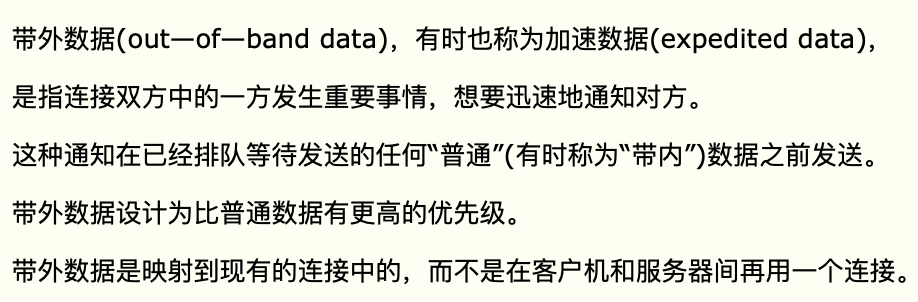 带外数据(out—of—band data)，有时也称为加速数据(expedited data)，
是指连接双方中的一方发生重要事情，想要迅速地通知对方。
这种通知在已经排队等待发送的任何“普通”(有时称为“带内”)数据之前发送。
带外数据设计为比普通数据有更高的优先级。
带外数据是映射到现有的连接中的，而不是在客户机和服务器间再用一个连接。